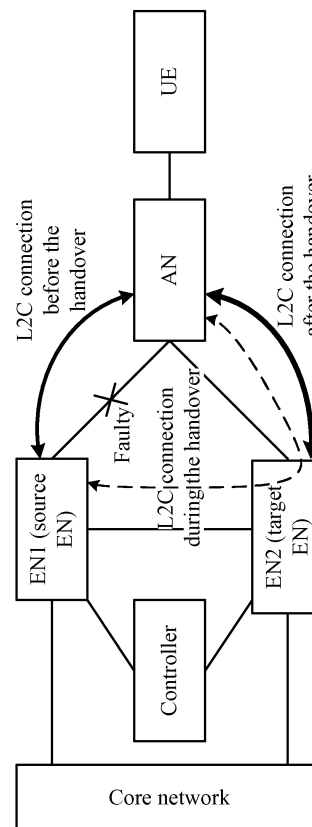 UE
AN
L2C connection
before the
handover
L2C connection
after the handover
Faulty
L2C connection
during the handover
EN1 (source
EN)
EN2 (target
EN)
Controller
Core network